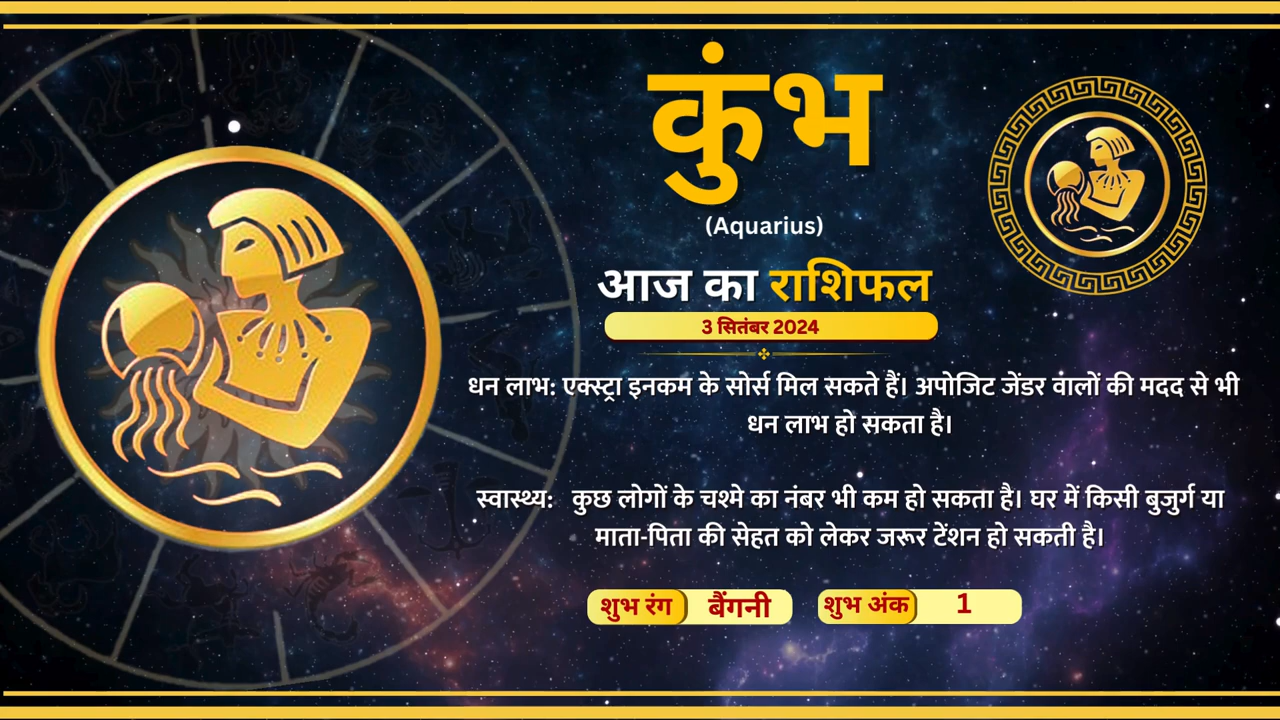 कुंभ
(Aquarius)
आज का राशिफल
3 सितंबर 2024
धन लाभ: एक्स्ट्रा इनकम के सोर्स मिल सकते हैं। अपोजिट जेंडर वालों की मदद से भी
धन लाभ हो सकता है।
स्वास्थ्य: कुछ लोगों के चश्मे का नंबर भी कम हो सकता है। घर में किसी बुजुर्ग या
माता-पिता की सेहत को लेकर जरूर टेंशन हो सकती है।
शुभ रंग बैंगनी शुभ अंक 1